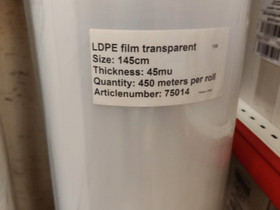 LDPE film transparent
Size: 145cm
Thickness: 45mu
Quantity: 450 meters per roll
Articlenumber: 75014